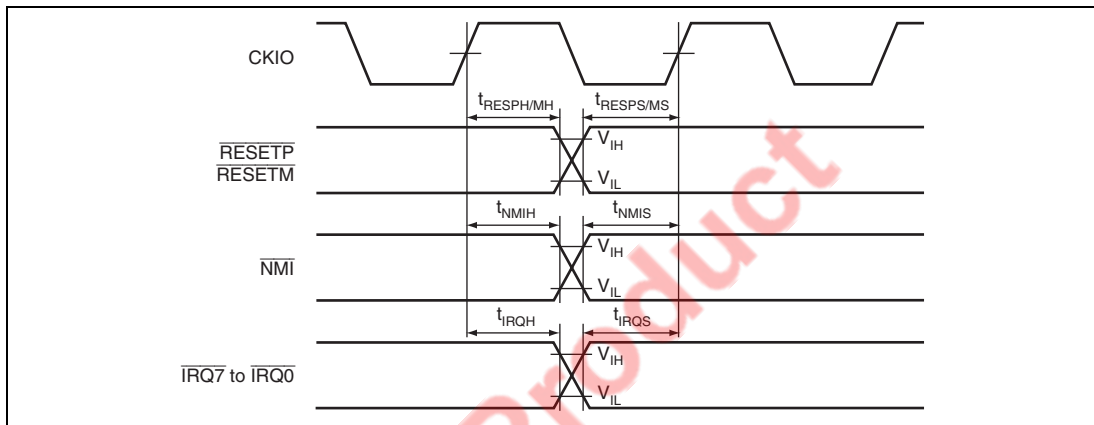 CKIO
tRESPH/MH tRESPS/MS
RESETP
RESETM
VIH
VIL
tNMIH tNMIS
NMI
VIH
VIL
tIRQH tIRQS
IRQ7 to IRQ0
VIH
VIL
Product